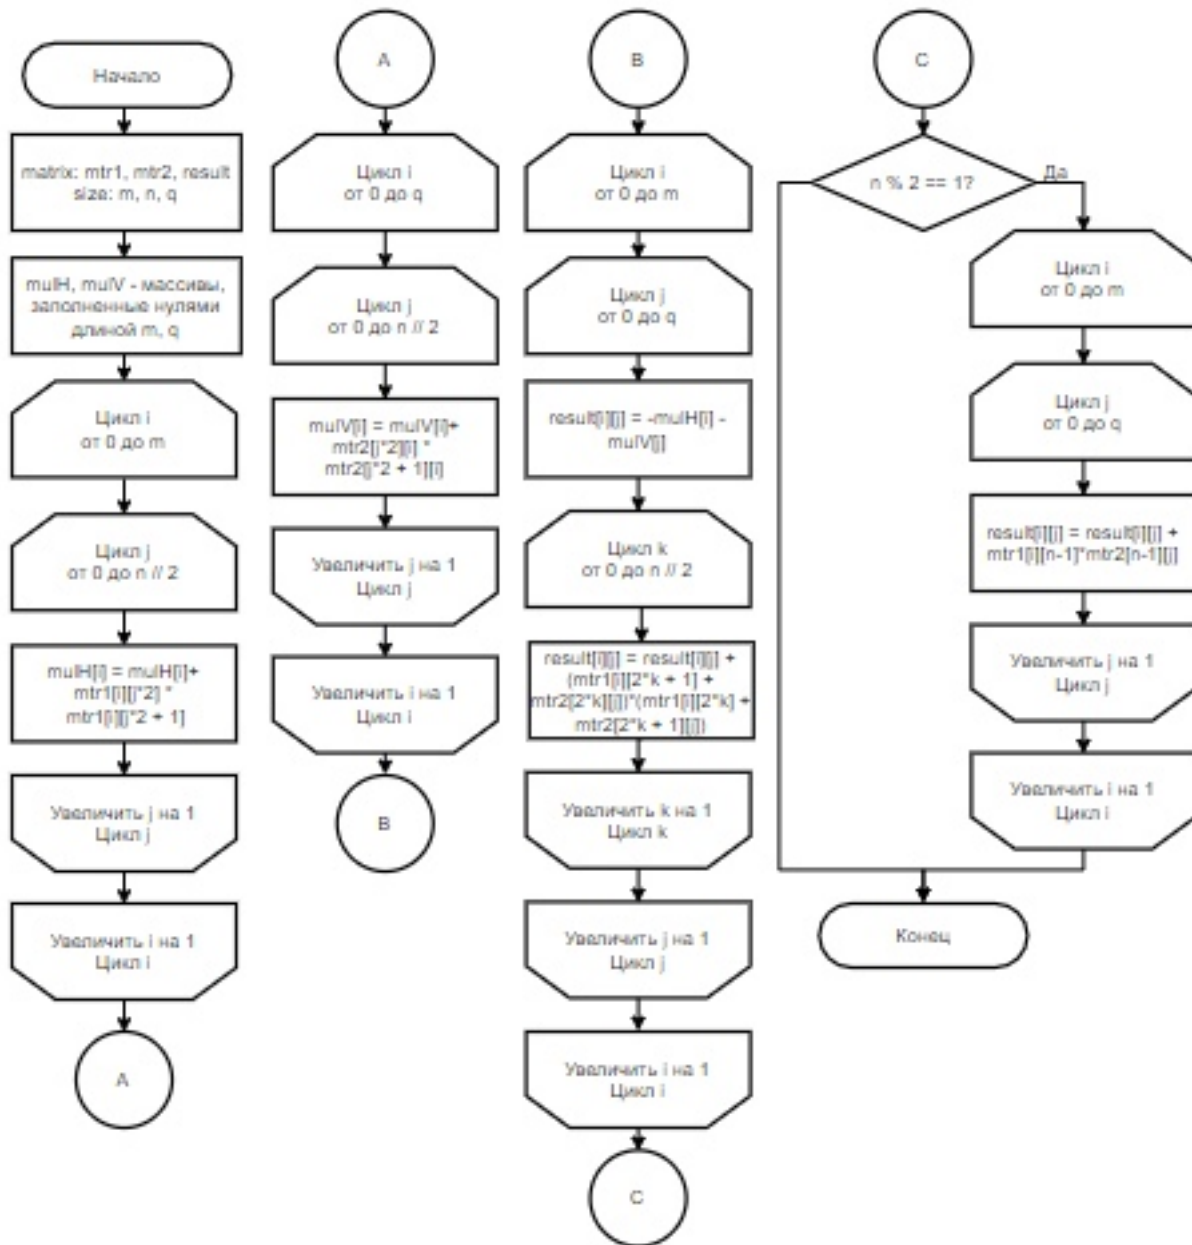 Начало
matrix: mtr1, mtr2, result
size: m, n, q
mulH, mulV - массивы,
заполненные нулями
длиной m, q
Цикл i
от 0 до m
Цикл j
от 0 до n // 2
mulH[i] = mulH[i]+
mtr1[i][j*2] *
mtr1[i][j*2 + 1]
Увеличить j на 1
Цикл j
Увеличить i на 1
Цикл i
A
A
Цикл i
от 0 до q
Цикл j
от 0 до n // 2
mulV[i] = mulV[i]+
mtr2[j*2][i] *
mtr2[j*2 + 1][i]
Увеличить j на 1
Цикл j
Увеличить i на 1
Цикл i
B
B
Цикл i
от 0 до m
Цикл j
от 0 до q
result[i][j] = -mulH[i] -
mulV[j]
Цикл k
от 0 до n // 2
result[i][j] = result[i][j] +
(mtr1[i][2*k + 1] +
mtr2[2*k][j])*(mtr1[i][2*k] +
mtr2[2*k + 1][j])
Увеличить k на 1
Цикл k
Увеличить j на 1
Цикл j
Увеличить i на 1
Цикл i
C
C
n % 2 == 1?
Да
Цикл i
от 0 до m
Цикл j
от 0 до q
result[i][j] = result[i][j] +
mtr1[i][n-1]*mtr2[n-1][j]
Увеличить j на 1
Цикл j
Увеличить i на 1
Цикл i
Конец